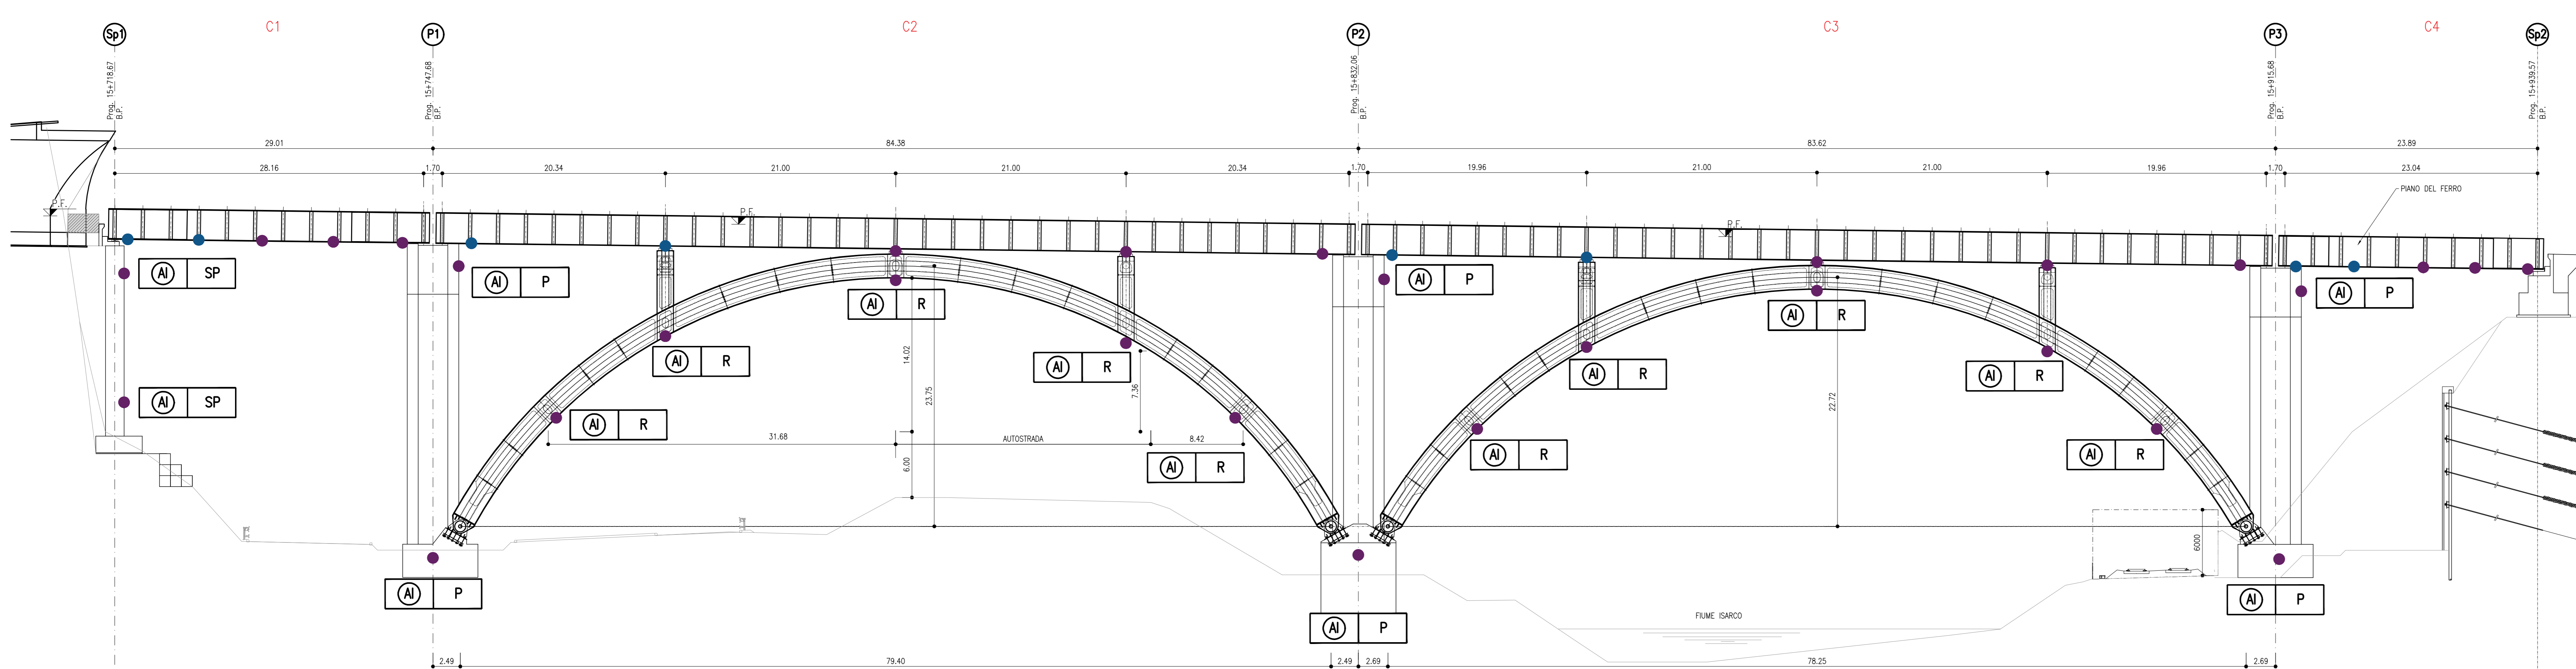 C1
C2
C3
C4
Sp1
P1
P2
P3
Sp2
Prog. 15+718.67
B.P.
Prog. 15+747.68
B.P.
Prog. 15+832.06
B.P.
Prog. 15+915.68
B.P.
Prog. 15+939.57
B.P.
29.01
84.38
83.62
23.89
28.16
1.70
20.34
21.00
21.00
20.34
1.70
19.96
21.00
21.00
19.96
1.70
23.04
PIANO DEL FERRO
P.F.
P.F.
P.F.
AI SP
AI P
AI R
AI P
AI R
AI P
AI R
AI R
AI R
AI R
AI SP
AI R
AI R
AI R
AI R
14.02
23.75
7.36
22.72
31.68
AUTOSTRADA
8.42
6.00
6000
AI P
AI P
AI P
FIUME ISARCO
2.49
79.40
2.49
2.69
78.25
2.69